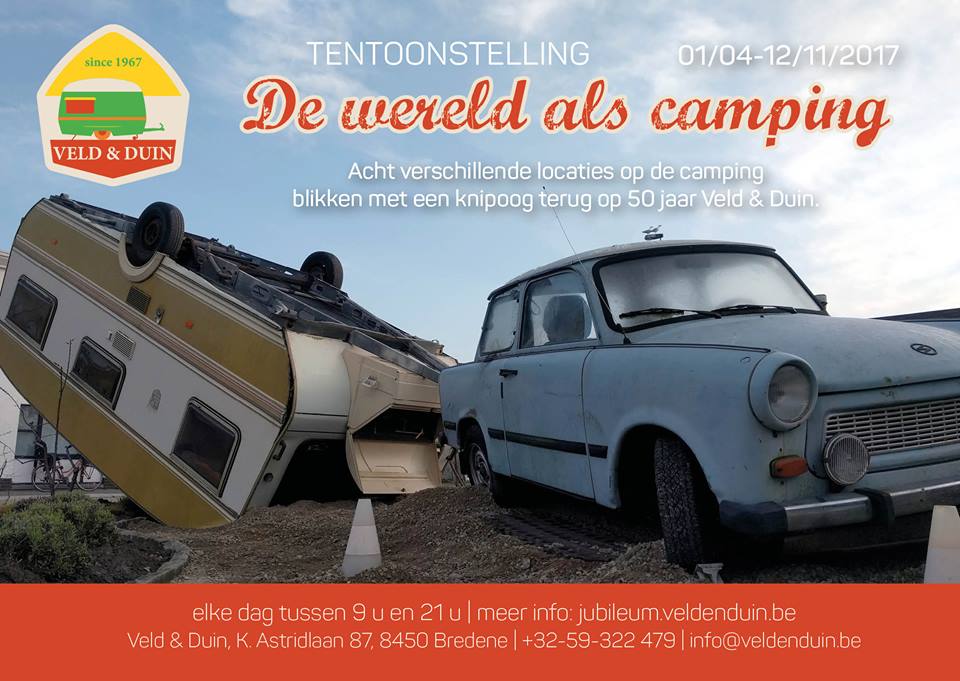 since 1967
VELD & DUIN
TENTOONSTELLING
01/04-12/11/2017
De wereld als camping
Acht verschillende locaties op de camping
blikken met een knipoog terug op 50 jaar Veld & Duin.
elke dag tussen 9 u en 21 u | meer info: jubileum.veldenduin.be
Veld & Duin, K. Astridlaan 87, 8450 Bredene | +32-59-322 479 | info@veldenduin.be